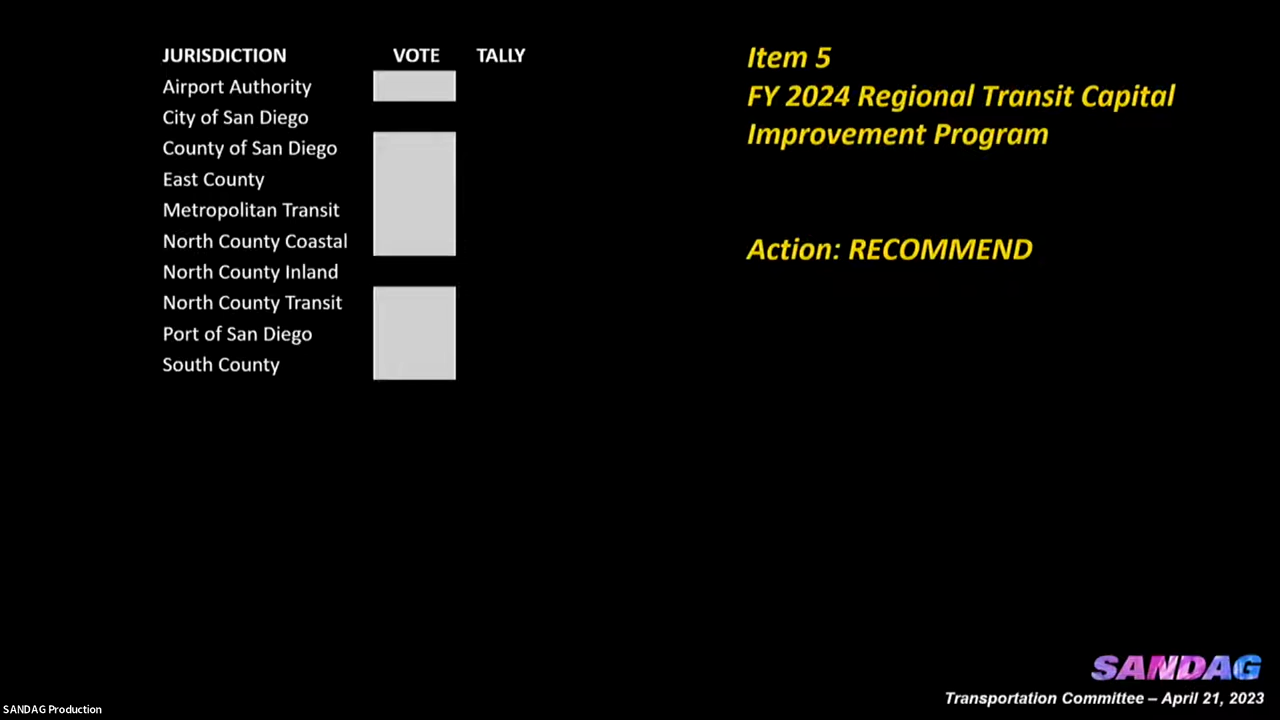 JURISDICTION VOTE TALLY
Airport Authority
City of San Diego
County of San Diego
East County
Metropolitan Transit
North County Coastal
North County Inland
North County Transit
Port of San Diego
South County
Item 5
FY 2024 Regional Transit Capital
Improvement Program
Action: RECOMMEND
SANDAG
Transportation Committee – April 21, 2023
SANDAG Production